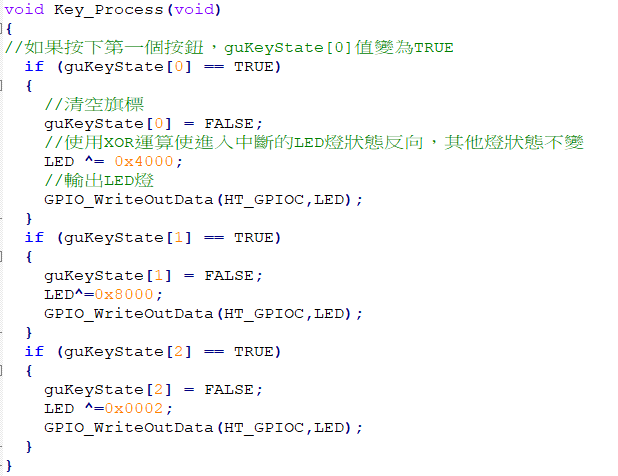 void Key_Process(void)
{
//如果按下第一個按鈕，guKeyState[0]值變為TRUE
  if (guKeyState[0] == TRUE)
  {
    //清空旗標
    guKeyState[0] = FALSE;
    //使用XOR運算使進入中斷的LED燈狀態反向，其他燈狀態不變
    LED ^= 0x4000;
    //輸出LED燈
    GPIO_WriteOutData(HT_GPIOC,LED);
  }
  if (guKeyState[1] == TRUE)
  {
    guKeyState[1] = FALSE;
    LED^=0x8000;
    GPIO_WriteOutData(HT_GPIOC,LED);
  }
  if (guKeyState[2] == TRUE)
  {
    guKeyState[2] = FALSE;
    LED ^=0x0002;
    GPIO_WriteOutData(HT_GPIOC,LED);
  }
}